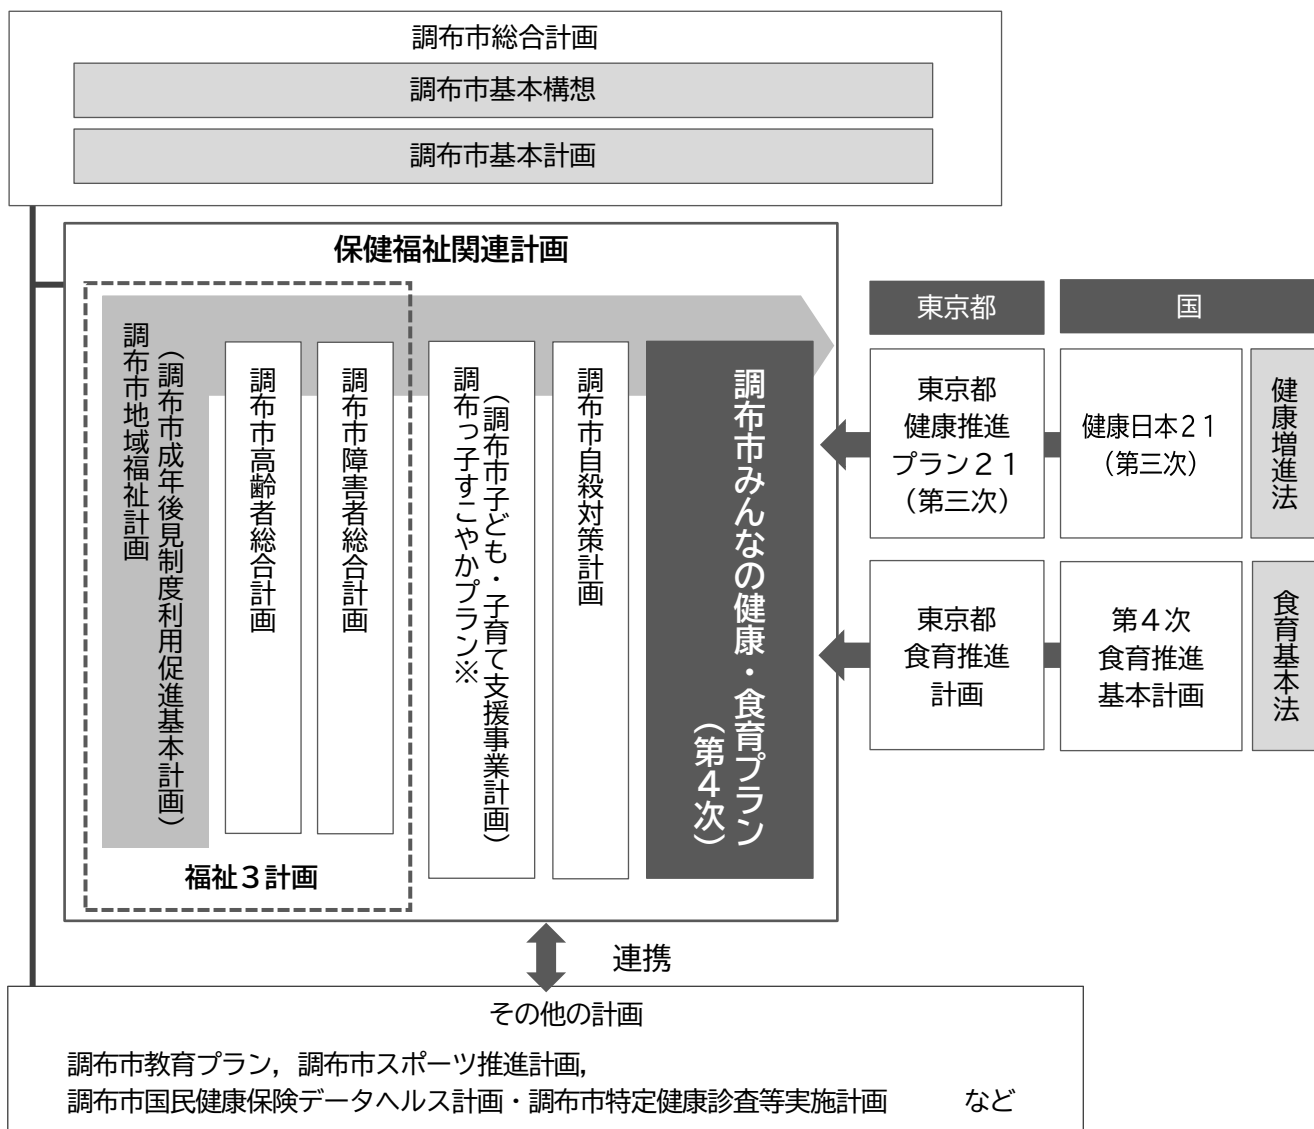 調布市総合計画
調布市基本構想
調布市基本計画
保健福祉関連計画
調布市地域福祉計画
（調布市成年後見制度利用促進基本計画）
調布市高齢者総合計画
調布市障害者総合計画
福祉３計画
調布っ子すこやかプラン※
（調布市子ども・子育て支援事業計画）
調布市自殺対策計画
調布市みんなの健康・食育プラン
（第４次）
東京都
国
東京都
健康推進
プラン２１
（第三次）
健康日本２１
（第三次）
健康増進法
東京都
食育推進
計画
第４次
食育推進
基本計画
食育基本法
連携
その他の計画
調布市教育プラン，調布市スポーツ推進計画，
調布市国民健康保険データヘルス計画・調布市特定健康診査等実施計画　　など